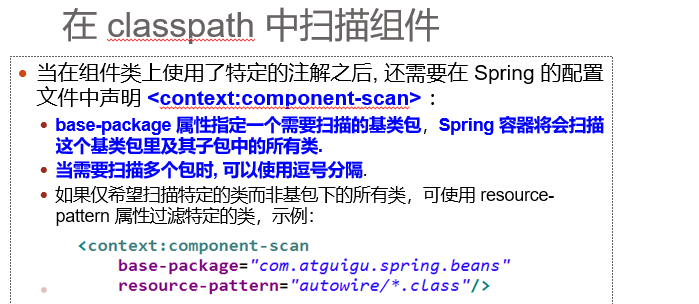 在 classpath 中扫描组件
当在组件类上使用了特定的注解之后, 还需要在 Spring 的配置
文件中声明 <context:component-scan> ：
base-package 属性指定一个需要扫描的基类包，Spring 容器将会扫描
这个基类包里及其子包中的所有类.
当需要扫描多个包时, 可以使用逗号分隔.
如果仅希望扫描特定的类而非基包下的所有类，可使用 resource-
pattern 属性过滤特定的类，示例：
<context:component-scan
base-package="com.atguigu.spring.beans"
resource-pattern="autowire/*.class"/>